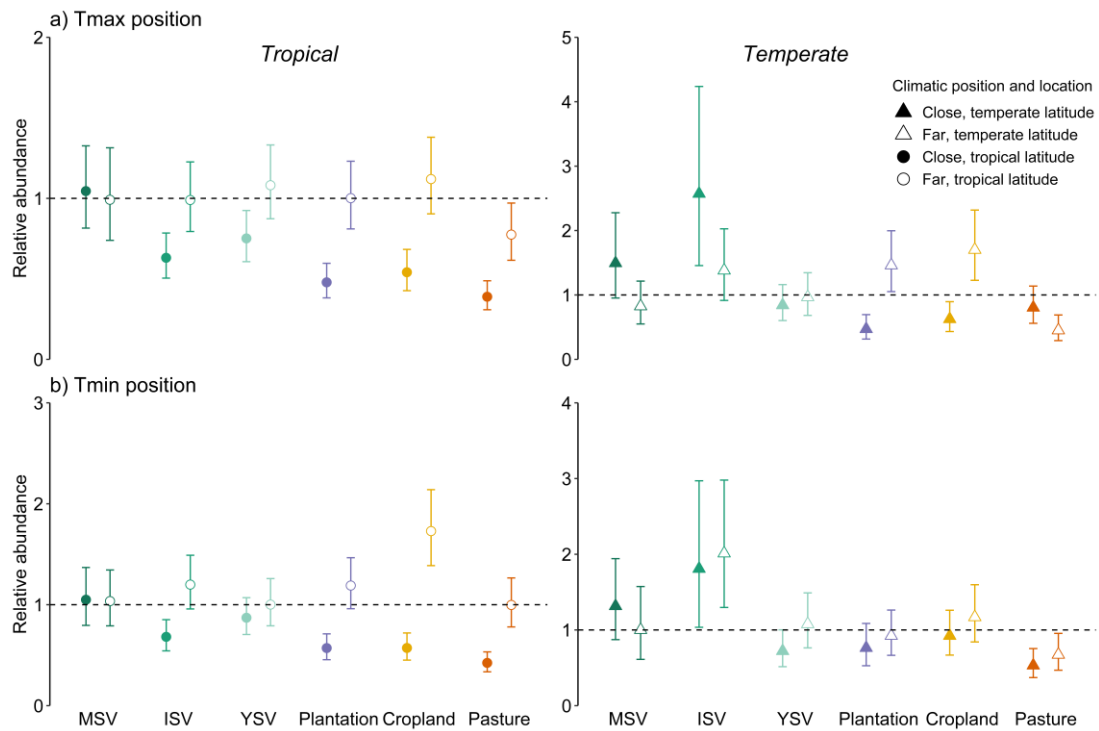 a) Tmax position
Tropical
Temperate
2
1
0
Relative abundance
5
4
3
2
1
0
Relative abundance
Climatic position and location
Close, temperate latitude
Far, temperate latitude
Close, tropical latitude
Far, tropical latitude
b) Tmin position
3
2
1
0
Relative abundance
4
3
2
1
0
MSV ISV YSV Plantation Cropland Pasture
MSV ISV YSV Plantation Cropland Pasture